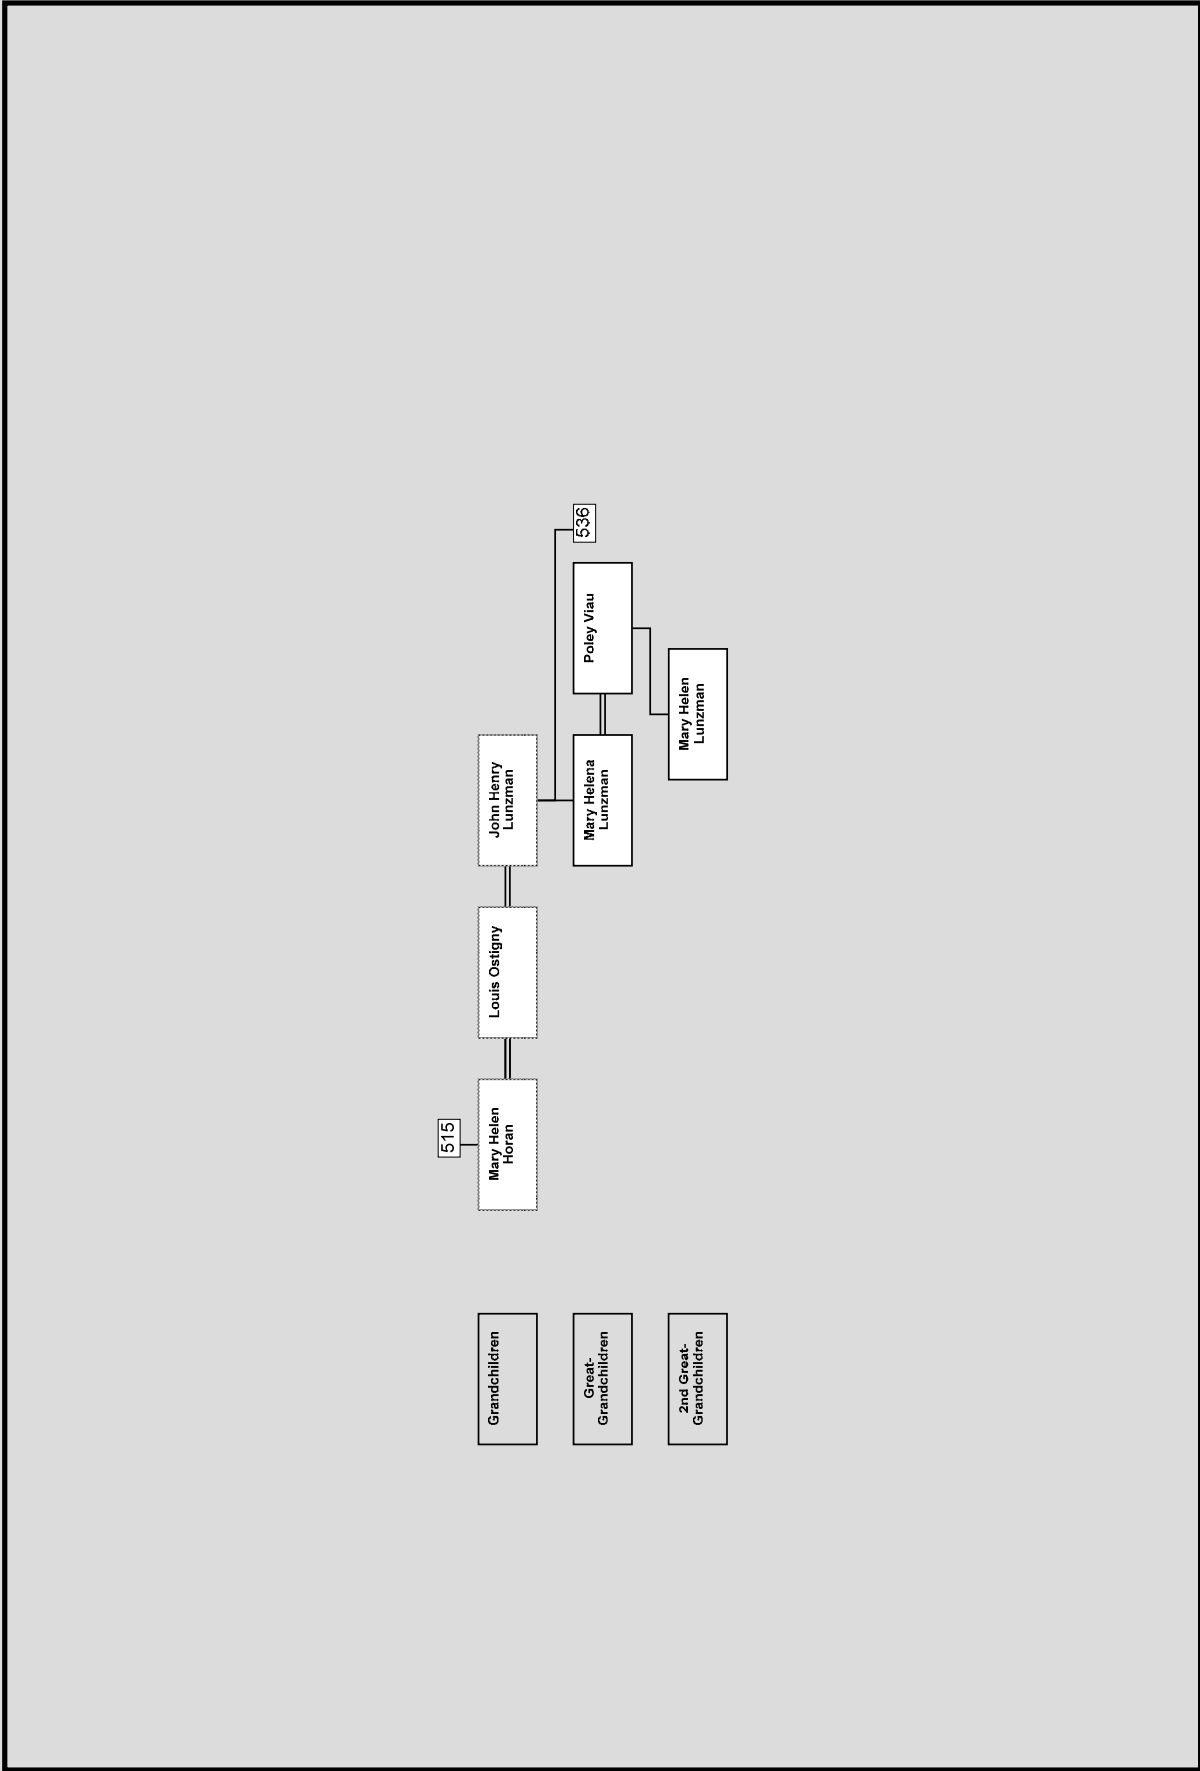 Grandchildren
515
Mary Helen
Horan
Louis Ostigny
John Henry
Lunzman
Great-
Grandchildren
Mary Helena
Lunzman
Poley Viau
536
2nd Great-
Grandchildren
Mary Helen
Lunzman